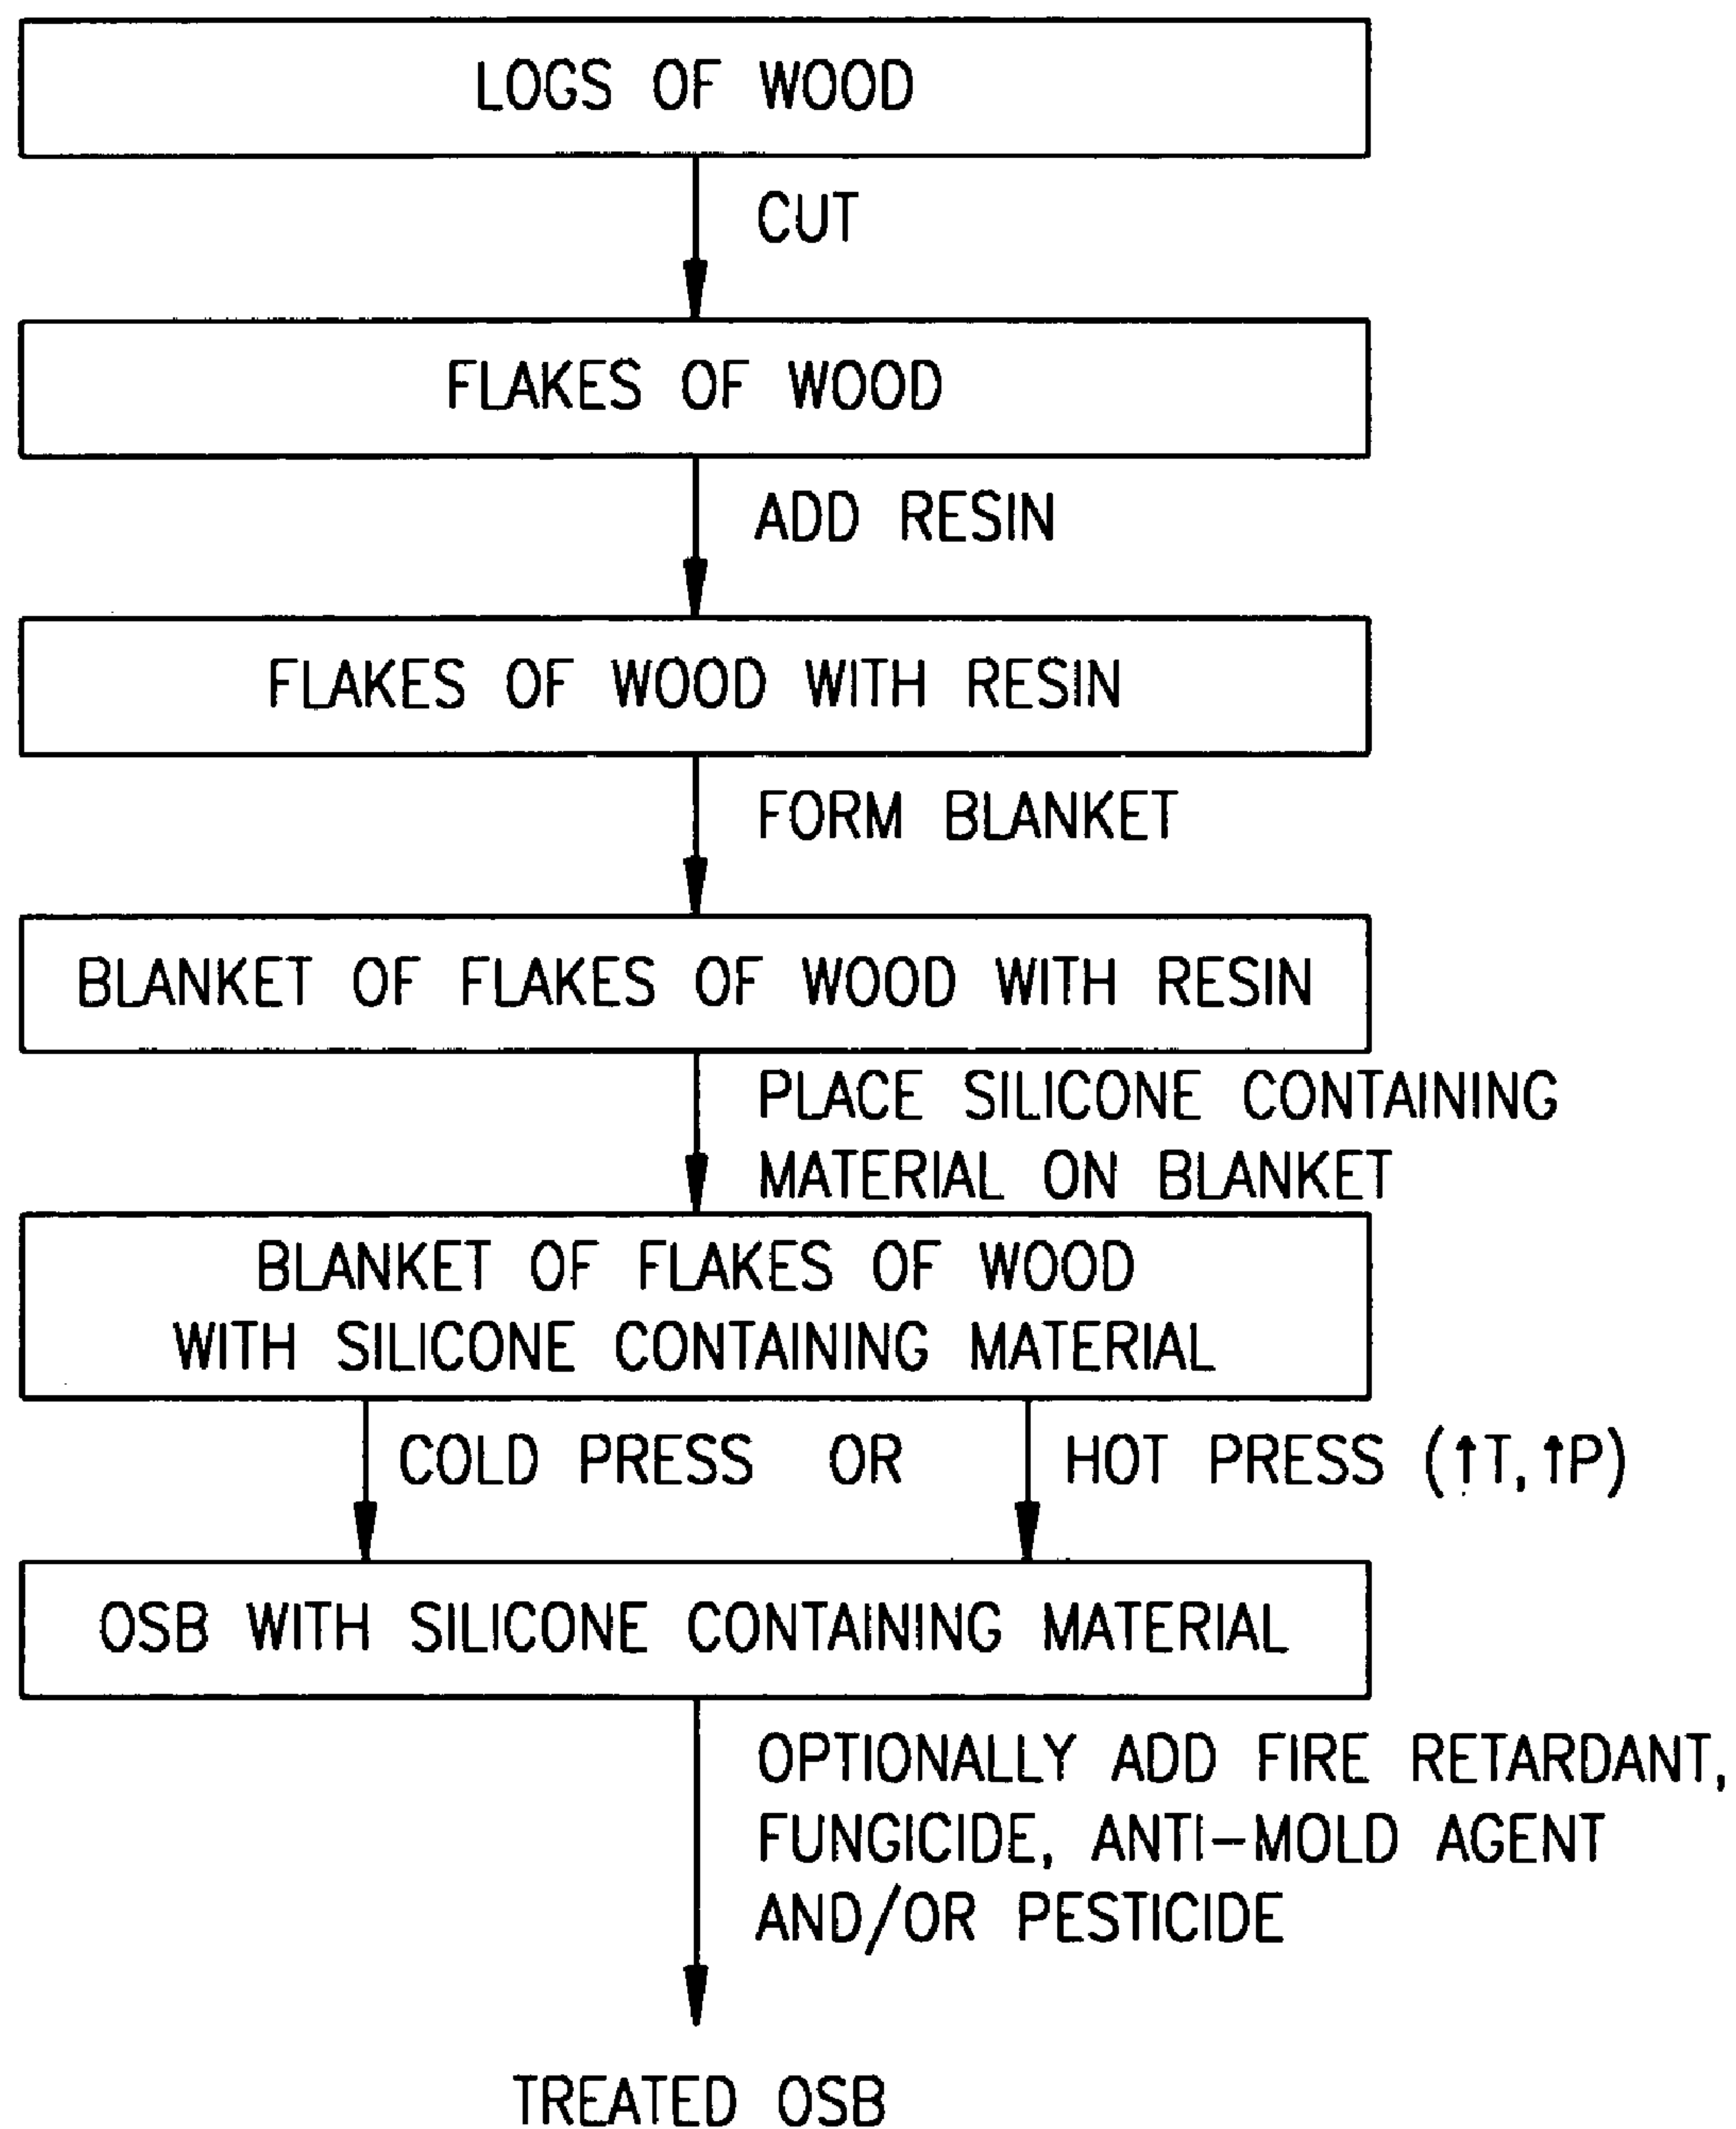 LOGS OF WOOD
CUT
FLAKES OF WOOD
ADD RESIN
FLAKES OF WOOD WITH RESIN
FORM BLANKET
BLANKET OF FLAKES OF WOOD WITH RESIN
PLACE SILICONE CONTAINING
MATERIAL ON BLANKET
BLANKET OF FLAKES OF WOOD
WITH SILICONE CONTAINING MATERIAL
COLD PRESS OR HOT PRESS (↑T, ↑P)
OSB WITH SILICONE CONTAINING MATERIAL
OPTIONALLY ADD FIRE RETARDANT,
FUNGICIDE, ANTI-MOLD AGENT
AND/OR PESTICIDE
TREATED OSB